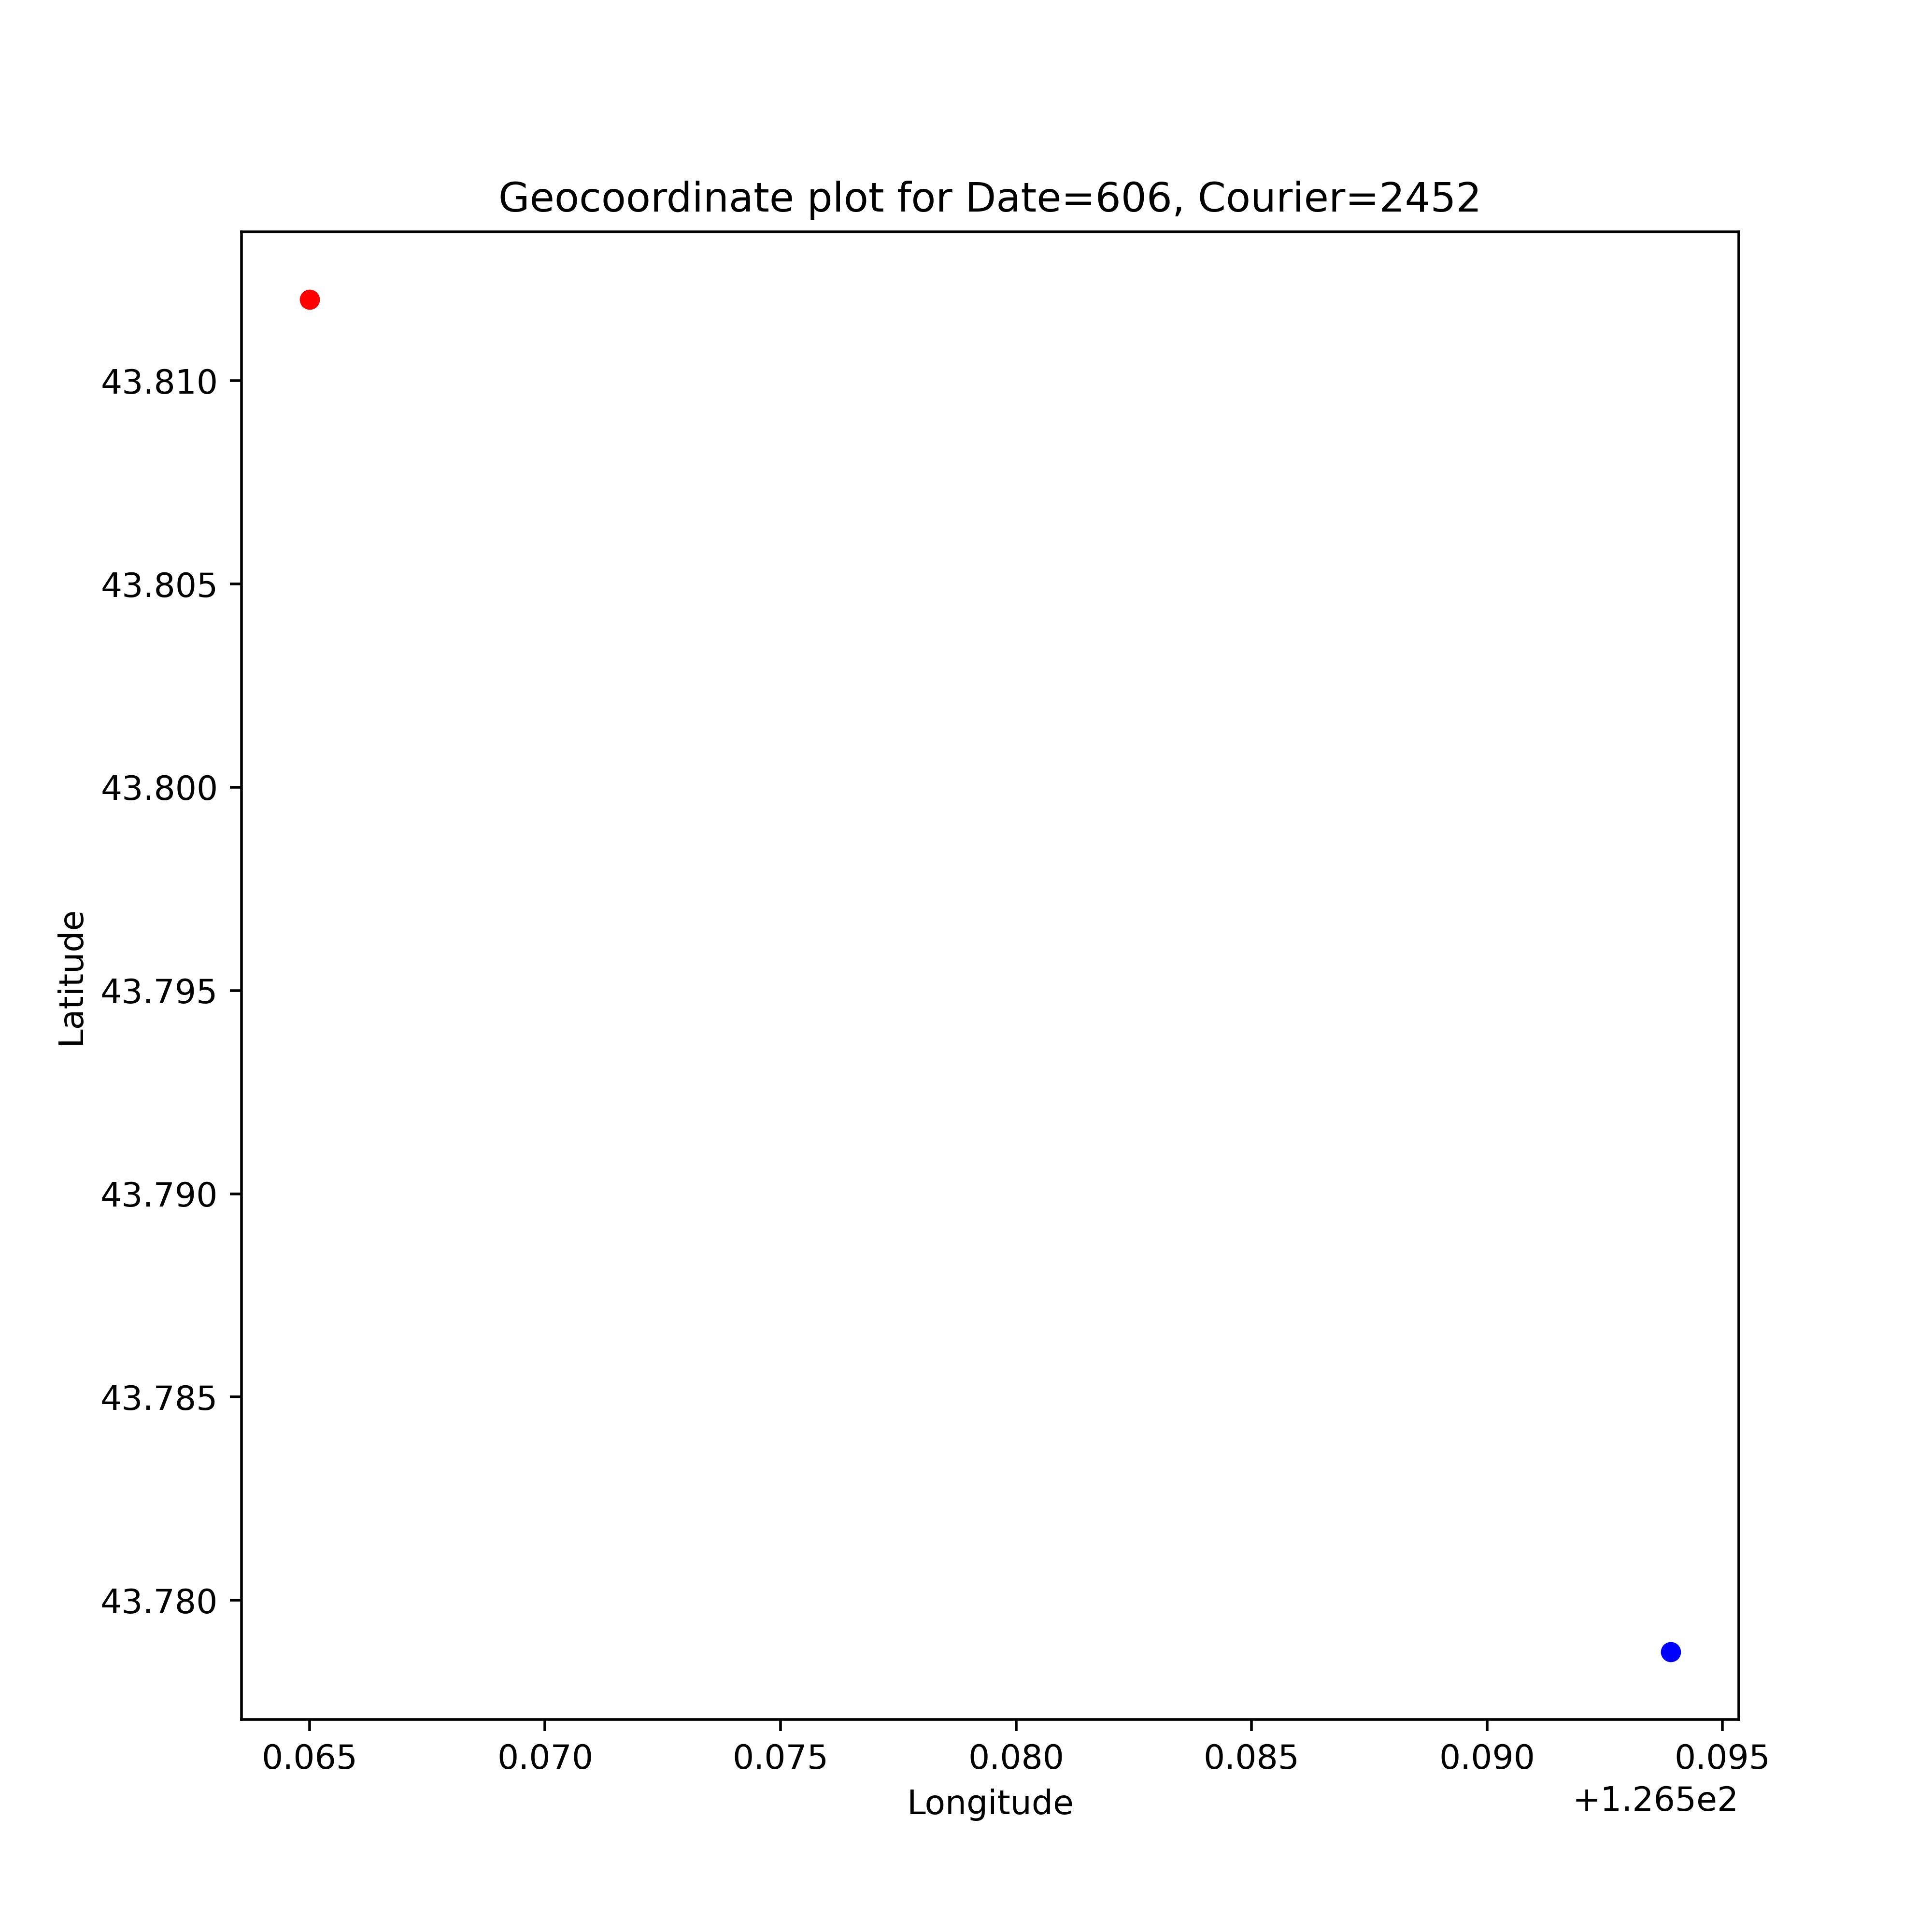 Geocoordinate plot for Date=606, Courier=2452
43.810
43.805
43.800
43.795
43.790
43.785
43.780
Latitude
0.065 0.070 0.075 0.080 0.085 0.090 0.095
Longitude
+1.265e2